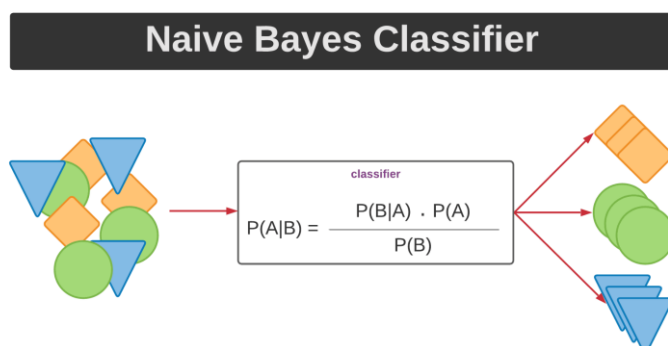 Naive Bayes Classifier
classifier
P(B|A) . P(A)
P(A|B) =
P(B)